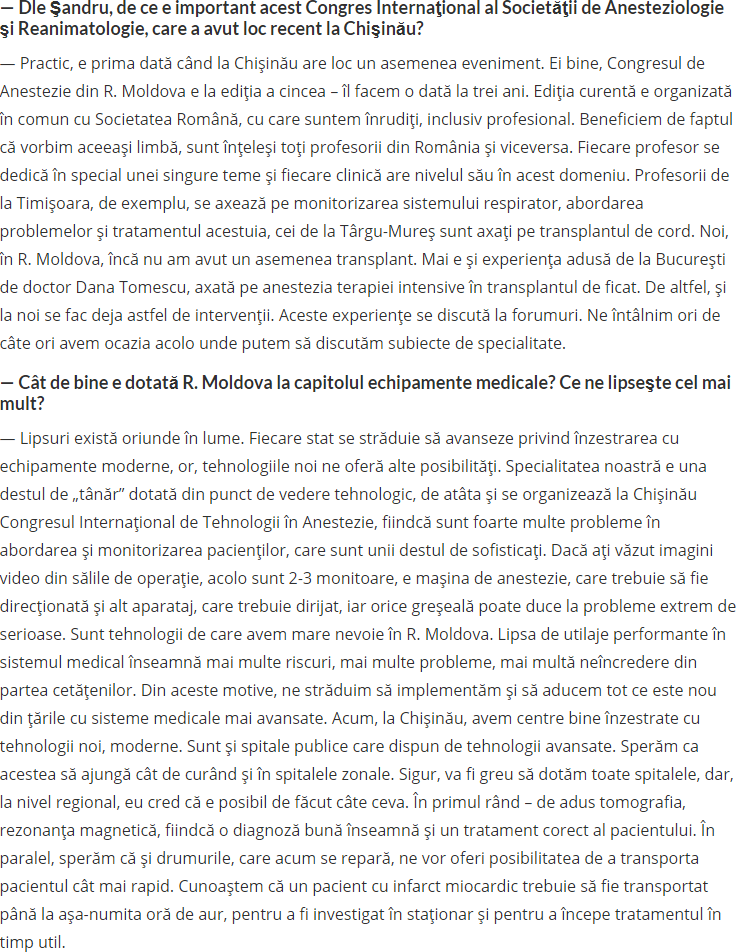 — Dle Şandru, de ce e important acest Congres Internaţional al Societăţii de Anesteziologie
şi Reanimatologie, care a avut loc recent la Chişinău?
— Practic, e prima dată când la Chişinău are loc un asemenea eveniment. Ei bine, Congresul de
Anestezie din R. Moldova e la ediţia a cincea – îl facem o dată la trei ani. Ediţia curentă e organizată
în comun cu Societatea Română, cu care suntem înrudiţi, inclusiv profesional. Beneficiem de faptul
că vorbim aceeaşi limbă, sunt înţeleşi toţi profesorii din România şi viceversa. Fiecare profesor se
dedică în special unei singure teme şi fiecare clinică are nivelul său în acest domeniu. Profesorii de
la Timişoara, de exemplu, se axează pe monitorizarea sistemului respirator, abordarea
problemelor şi tratamentul acestuia, cei de la Târgu-Mureş sunt axaţi pe transplantul de cord. Noi,
în R. Moldova, încă nu am avut un asemenea transplant. Mai e şi experienţa adusă de la Bucureşti
de doctor Dana Tomescu, axată pe anestezia terapiei intensive în transplantul de ficat. De altfel, şi
la noi se fac deja astfel de intervenţii. Aceste experienţe se discută la forumuri. Ne întâlnim ori de
câte ori avem ocazia acolo unde putem să discutăm subiecte de specialitate.
— Cât de bine e dotată R. Moldova la capitolul echipamente medicale? Ce ne lipseşte cel mai
mult?
— Lipsuri există oriunde în lume. Fiecare stat se străduie să avanseze privind înzestrarea cu
echipamente moderne, or, tehnologiile noi ne oferă alte posibilităţi. Specialitatea noastră e una
destul de „tânăr” dotată din punct de vedere tehnologic, de atâta şi se organizează la Chişinău
Congresul Internaţional de Tehnologii în Anestezie, fiindcă sunt foarte multe probleme în
abordarea şi monitorizarea pacienţilor, care sunt unii destul de sofisticaţi. Dacă aţi văzut imagini
video din sălile de operaţie, acolo sunt 2-3 monitoare, e maşina de anestezie, care trebuie să fie
direcţionată şi alt aparataj, care trebuie dirijat, iar orice greşeală poate duce la probleme extrem de
serioase. Sunt tehnologii de care avem mare nevoie în R. Moldova. Lipsa de utilaje performante în
sistemul medical înseamnă mai multe riscuri, mai multe probleme, mai multă neîncredere din
partea cetăţenilor. Din aceste motive, ne străduim să implementăm şi să aducem tot ce este nou
din ţările cu sisteme medicale mai avansate. Acum, la Chişinău, avem centre bine înzestrate cu
tehnologii noi, moderne. Sunt şi spitale publice care dispun de tehnologii avansate. Sperăm ca
acestea să ajungă cât de curând şi în spitalele zonale. Sigur, va fi greu să dotăm toate spitalele, dar,
la nivel regional, eu cred că e posibil de făcut câte ceva. În primul rând – de adus tomografia,
rezonanţa magnetică, fiindcă o diagnoză bună înseamnă şi un tratament corect al pacientului. În
paralel, sperăm că şi drumurile, care acum se repară, ne vor oferi posibilitatea de a transporta
pacientul cât mai rapid. Cunoaştem că un pacient cu infarct miocardic trebuie să fie transportat
până la aşa-numita oră de aur, pentru a fi investigat în staţionar şi pentru a începe tratamentul în
timp util.